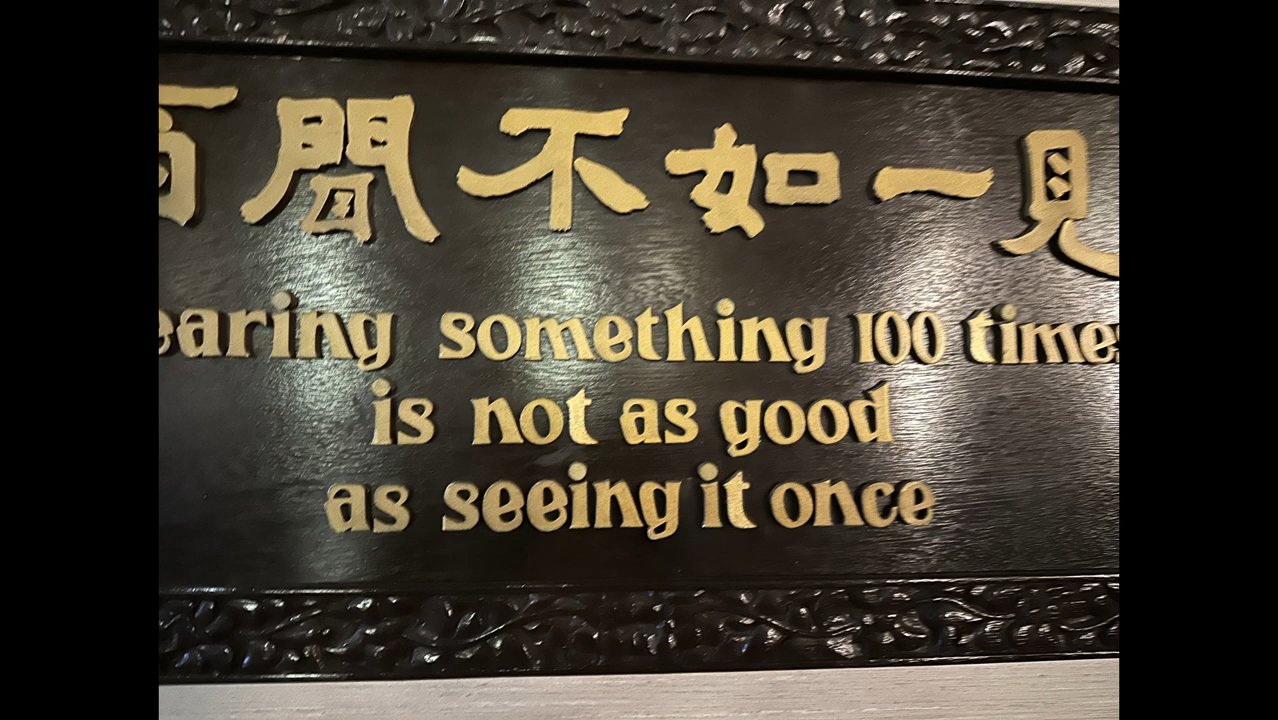 百聞不如一見
earing something 100 times
is not as good
as seeing it once